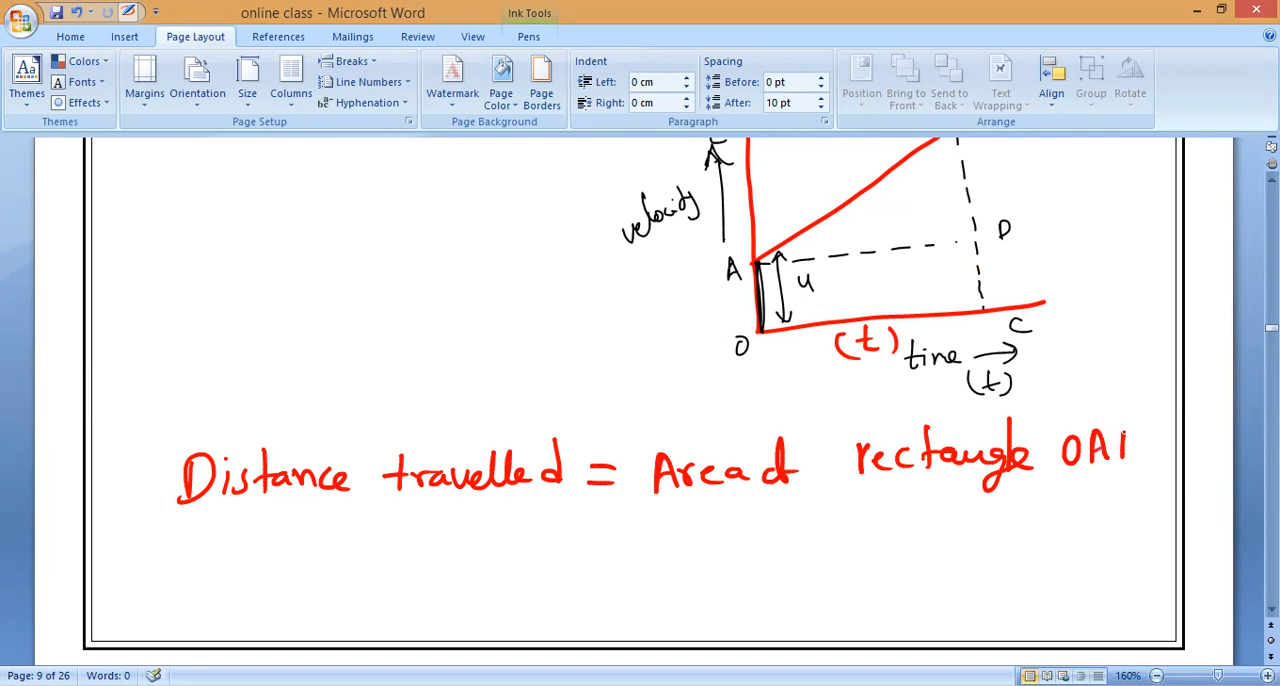 online class - Microsoft Word
Ink Tools
Home Insert Page Layout References Mailings Review View Pens
Themes
Colors
Fonts
Effects
Themes
Margins
Orientation
Size
Columns
Breaks
Line Numbers
Hyphenation
Page Setup
Watermark
Page Color
Page Borders
Page Background
Indent
Left: 0 cm
Right: 0 cm
Spacing
Before: 0 pt
After: 10 pt
Paragraph
Position
Bring to Front
Send to Back
Text Wrapping
Align
Group
Rotate
Arrange
velocity
D
A
u
O
(t)
C
time
(t)
Distance travelled = Area of rectangle OA
Page: 9 of 26
Words: 0
160%